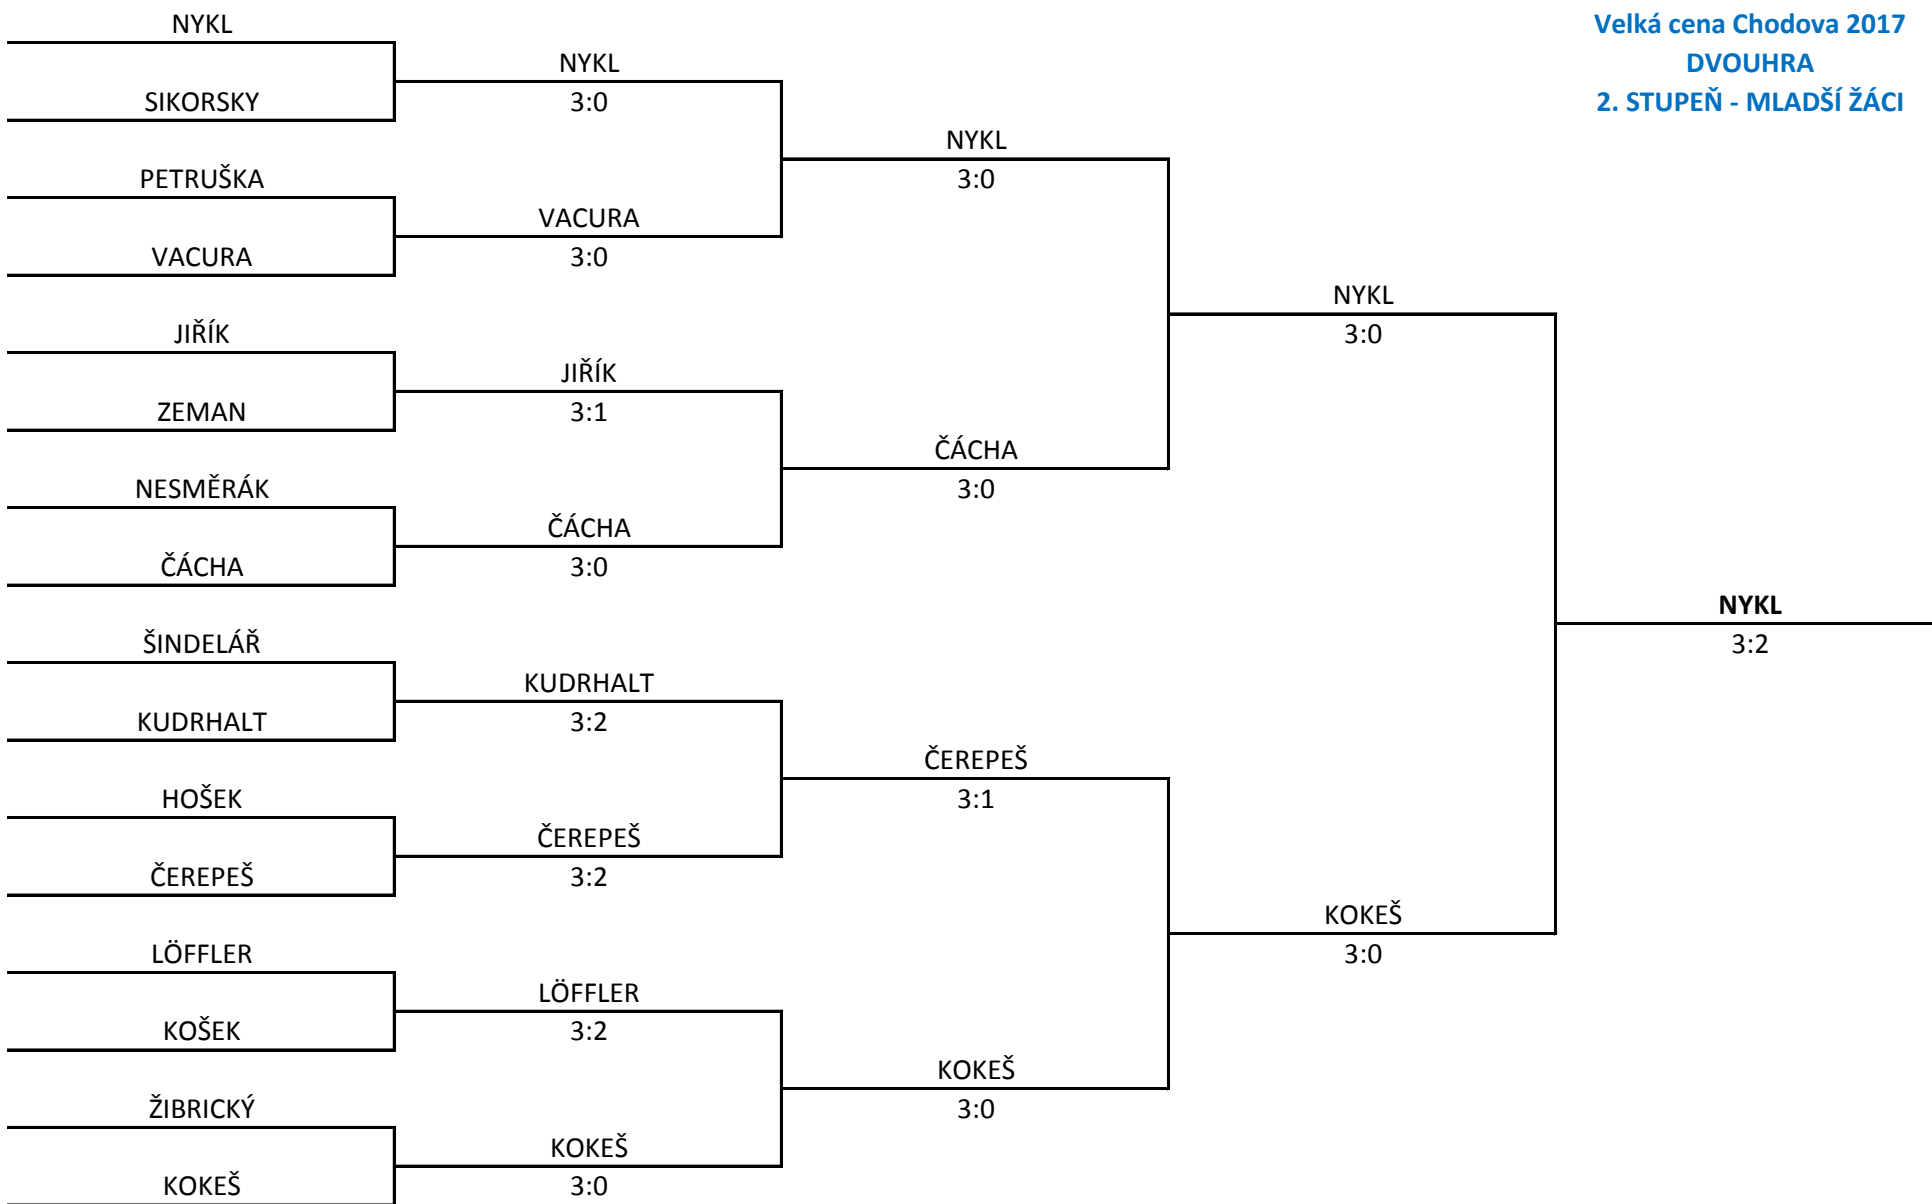 NYKL
SIKORSKY
PETRUŠKA
VACURA
JIŘÍK
ZEMAN
NESMĚRÁK
ČÁCHA
ŠINDELÁŘ
KUDRHALT
HOŠEK
ČEREPEŠ
LÖFFLER
KOŠEK
ŽIBRICKÝ
KOKEŠ
NYKL
3:0
VACURA
3:0
JIŘÍK
3:1
ČÁCHA
3:0
KUDRHALT
3:2
ČEREPEŠ
3:2
LÖFFLER
3:2
KOKEŠ
3:0
NYKL
3:0
ČÁCHA
3:0
ČEREPEŠ
3:1
KOKEŠ
3:0
NYKL
3:0
KOKEŠ
3:0
Velká cena Chodova 2017
DVOUHRA
2. STUPEŇ - MLADŠÍ ŽÁCI
NYKL
3:2